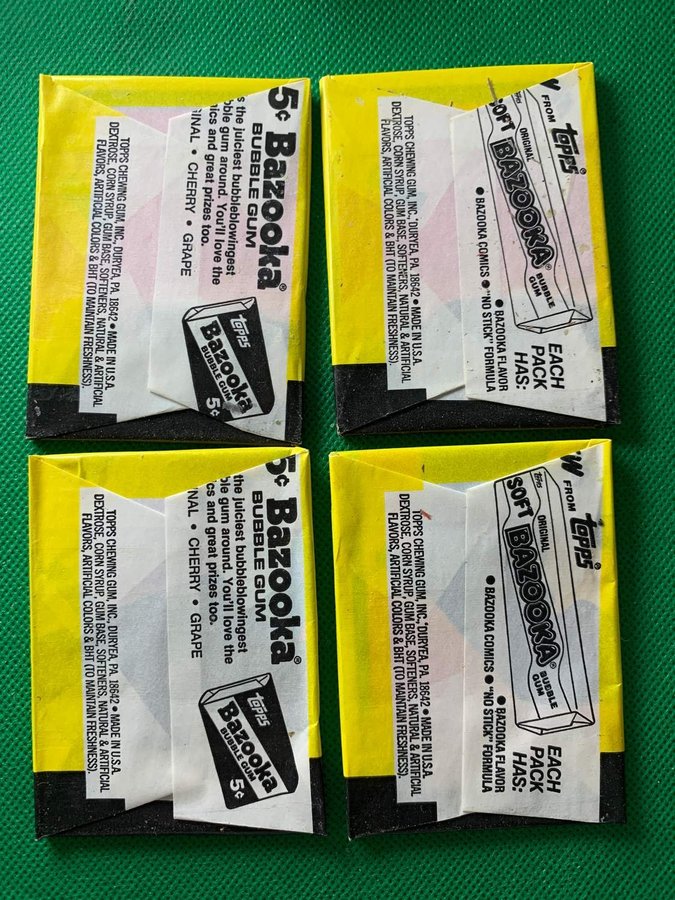 TOPPS CHEWING GUM, INC., DURYEA, PA. 18642 • MADE IN U.S.A.
DEXTROSE, CORN SYRUP, GUM BASE, SOFTENERS, NATURAL & ARTIFICIAL
FLAVORS, ARTIFICIAL COLORS & BHT (TO MAINTAIN FRESHNESS).
5¢ Bazooka®
BUBBLE GUM
s the juiciest bubbleblowingest
ble gum around. You'll love the
ics and great prizes too.
INAL • CHERRY • GRAPE
TOPPS
Bazooka
BUBBLE GUM
5¢
TOPPS CHEWING GUM, INC., DURYEA, PA. 18642 • MADE IN U.S.A.
DEXTROSE, CORN SYRUP, GUM BASE, SOFTENERS, NATURAL & ARTIFICIAL
FLAVORS, ARTIFICIAL COLORS & BHT (TO MAINTAIN FRESHNESS).
W FROM TOPPS
SOFT
ORIGINAL
BAZOOKA®
BUBBLE
GUM
EACH
PACK
HAS:
• BAZOOKA FLAVOR
• BAZOOKA COMICS • "NO STICK" FORMULA
TOPPS CHEWING GUM, INC., DURYEA, PA. 18642 • MADE IN U.S.A.
DEXTROSE, CORN SYRUP, GUM BASE, SOFTENERS, NATURAL & ARTIFICIAL
FLAVORS, ARTIFICIAL COLORS & BHT (TO MAINTAIN FRESHNESS).
5¢ Bazooka®
BUBBLE GUM
the juiciest bubbleblowingest
le gum around. You'll love the
cs and great prizes too.
NAL • CHERRY • GRAPE
TOPPS
Bazooka
BUBBLE GUM
5¢
TOPPS CHEWING GUM, INC., DURYEA, PA. 18642 • MADE IN U.S.A.
DEXTROSE, CORN SYRUP, GUM BASE, SOFTENERS, NATURAL & ARTIFICIAL
FLAVORS, ARTIFICIAL COLORS & BHT (TO MAINTAIN FRESHNESS).
W FROM TOPPS
TOPPS
SOFT
ORIGINAL
BAZOOKA®
BUBBLE
GUM
EACH
PACK
HAS:
• BAZOOKA FLAVOR
• BAZOOKA COMICS • "NO STICK" FORMULA